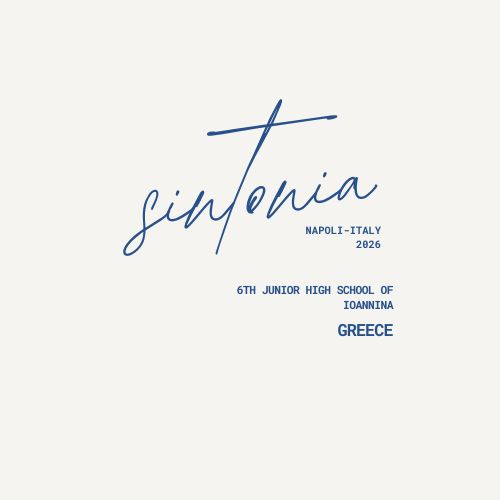 sintonia
NAPOLI-ITALY
2026
6TH JUNIOR HIGH SCHOOL OF
IOANNINA
GREECE